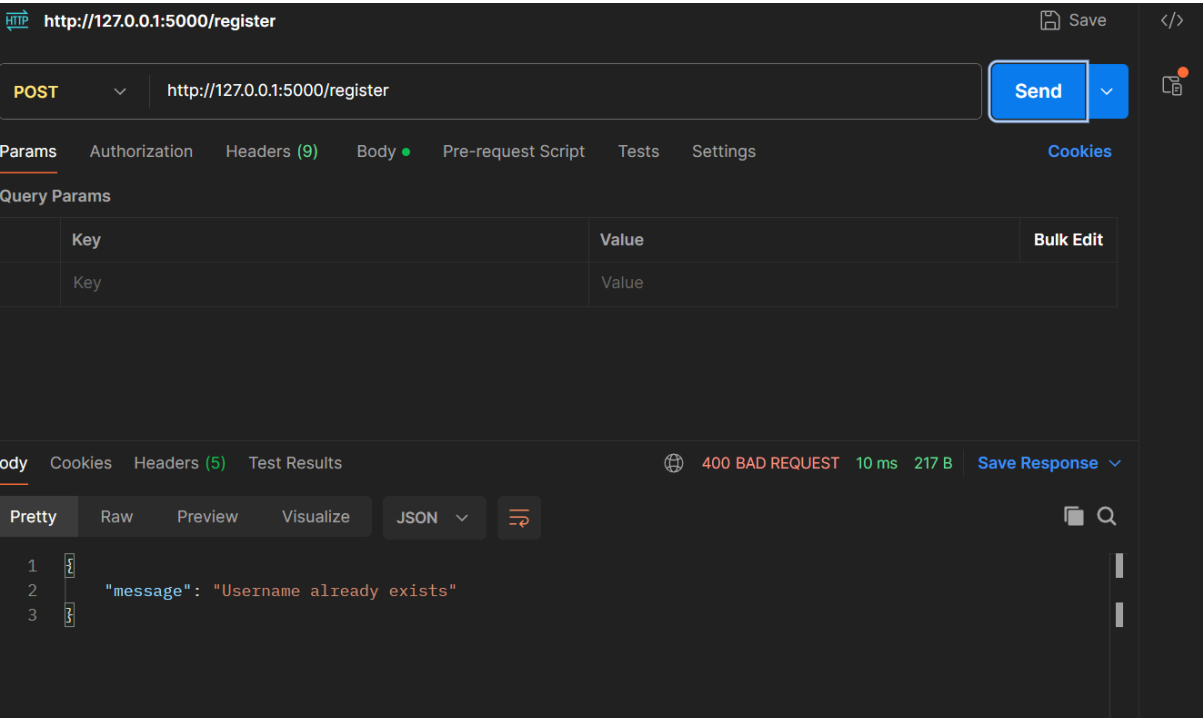 HTTP http://127.0.0.1:5000/register Save </>
POST http://127.0.0.1:5000/register Send
Params Authorization Headers (9) Body Pre-request Script Tests Settings Cookies
Query Params
Key Value Bulk Edit
Key Value
ody Cookies Headers (5) Test Results 400 BAD REQUEST 10 ms 217 B Save Response
Pretty Raw Preview Visualize JSON
1 {
2 "message": "Username already exists"
3 }